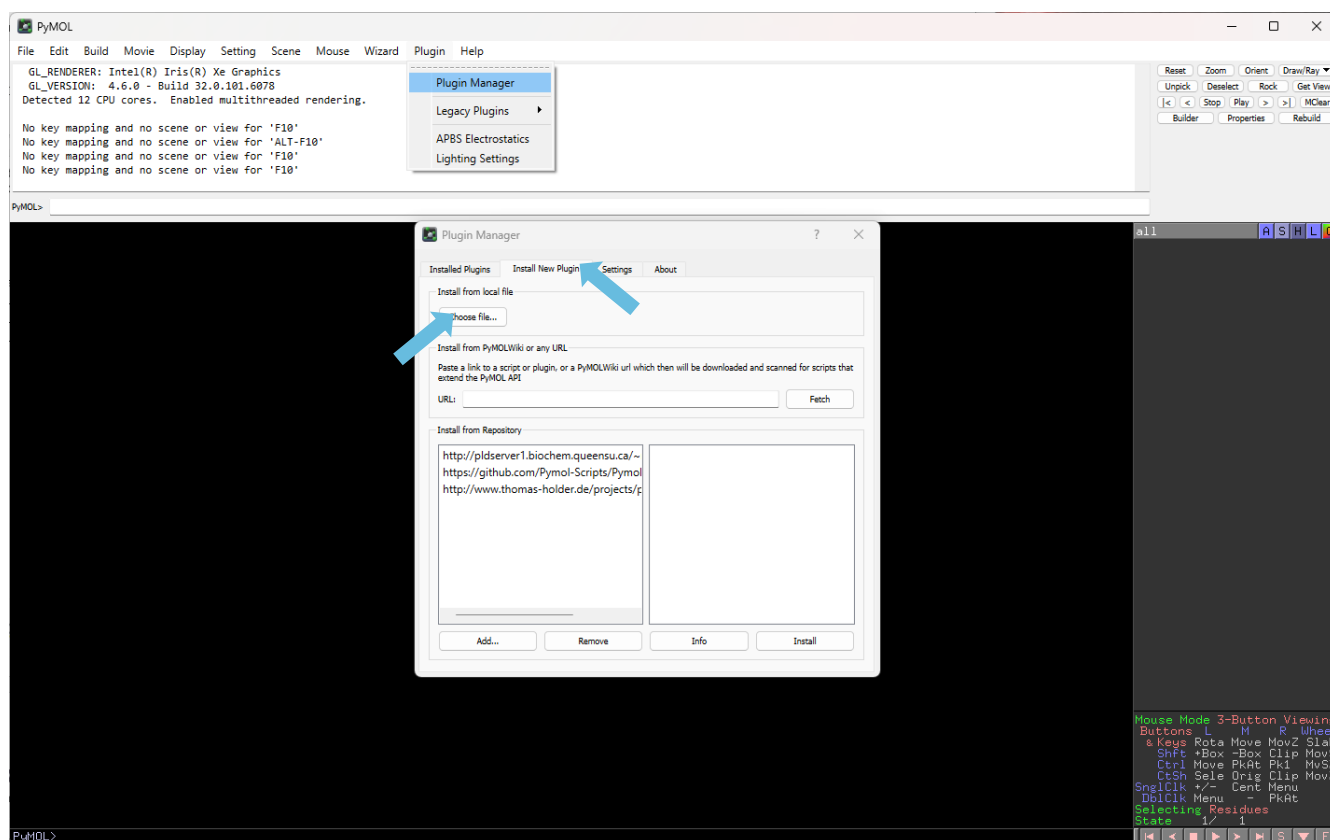 PyMOL
File Edit Build Movie Display Setting Scene Mouse Wizard Plugin Help
GL_RENDERER: Intel(R) Iris(R) Xe Graphics
GL_VERSION: 4.6.0 - Build 32.0.101.6078
Detected 12 CPU cores. Enabled multithreaded rendering.
No key mapping and no scene or view for 'F10'
No key mapping and no scene or view for 'ALT-F10'
No key mapping and no scene or view for 'F10'
No key mapping and no scene or view for 'F10'
Plugin Manager
Legacy Plugins
APBS Electrostatics
Lighting Settings
Reset Zoom Orient Draw/Ray
Unpick Deselect Rock Get View
|< < Stop Play > >| MClear
Builder Properties Rebuild
PyMOL>
all A S H L
Plugin Manager ?
Installed Plugins Install New Plugin Settings About
Install from local file
Choose file...
Install from PyMOLWiki or any URL
Paste a link to a script or plugin, or a PyMOLWiki url which then will be downloaded and scanned for scripts that
extend the PyMOL API
URL: Fetch
Install from Repository
http://pldserver1.biochem.queensu.ca/~
https://github.com/Pymol-Scripts/Pymol
http://www.thomas-holder.de/projects/p
Add... Remove Info Install
Mouse Mode 3-Button Viewin
Buttons L M R Whee
& Keys Rota Move MovZ Sla
Shft +Box -Box Clip Mov
Ctrl Move PkAt Pk1 MvS
CtSh Sele Orig Clip Mov
SnglClk +/- Cent Menu
DblClk Menu - PkAt
Selecting Residues
State 1/ 1
PyMOL>
S F